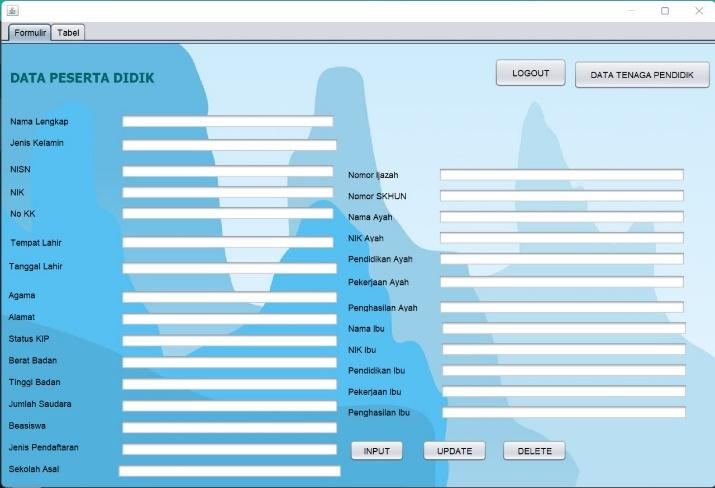 Formulir
Tabel
DATA PESERTA DIDIK
LOGOUT
DATA TENAGA PENDIDIK
Nama Lengkap
Jenis Kelamin
NISN
NIK
No KK
Tempat Lahir
Tanggal Lahir
Agama
Alamat
Status KIP
Berat Badan
Tinggi Badan
Jumlah Saudara
Beasiswa
Jenis Pendaftaran
Sekolah Asal
Nomor Ijazah
Nomor SKHUN
Nama Ayah
NIK Ayah
Pendidikan Ayah
Pekerjaan Ayah
Penghasilan Ayah
Nama Ibu
NIK Ibu
Pendidikan Ibu
Pekerjaan Ibu
Penghasilan Ibu
INPUT
UPDATE
DELETE